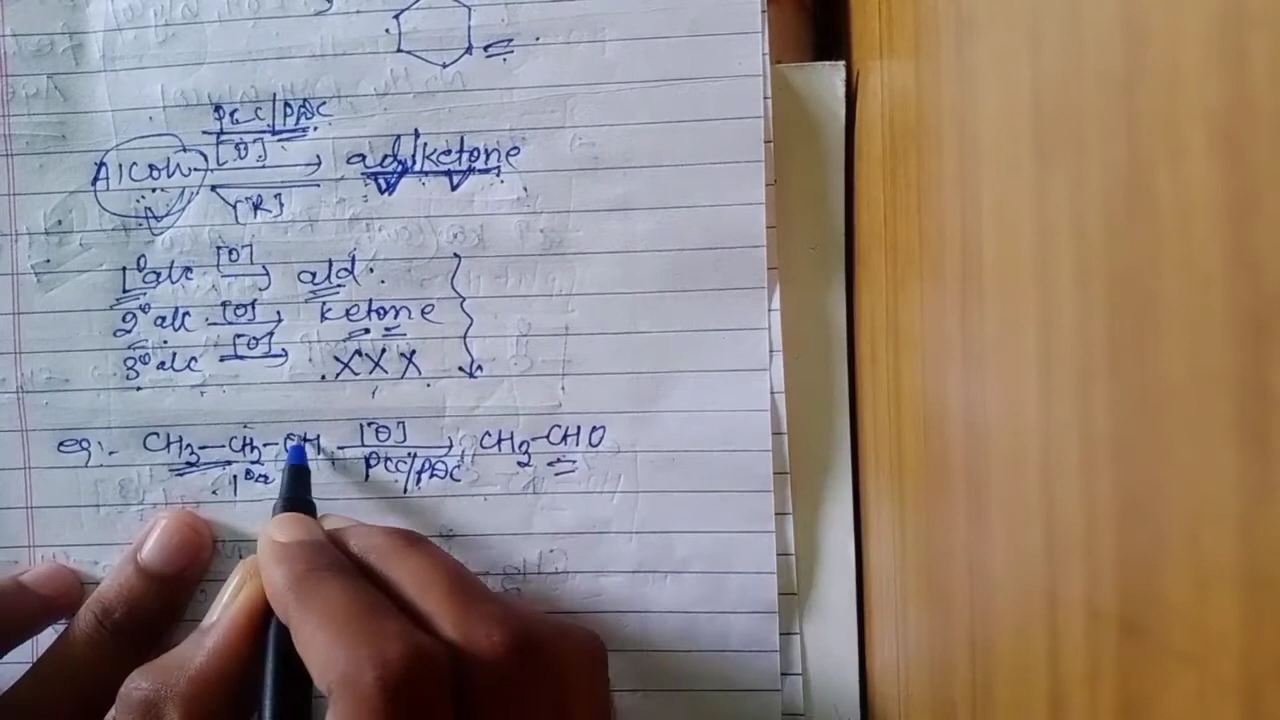 PCC/PDC
Alcoh [O] ald/ketone
[R]
1° alc [O] ald.
2° alc [O] ketone
3° alc [O] XXX
eg:- CH3-CH2-OH [O] CH3-CHO
1° PCC/PDC